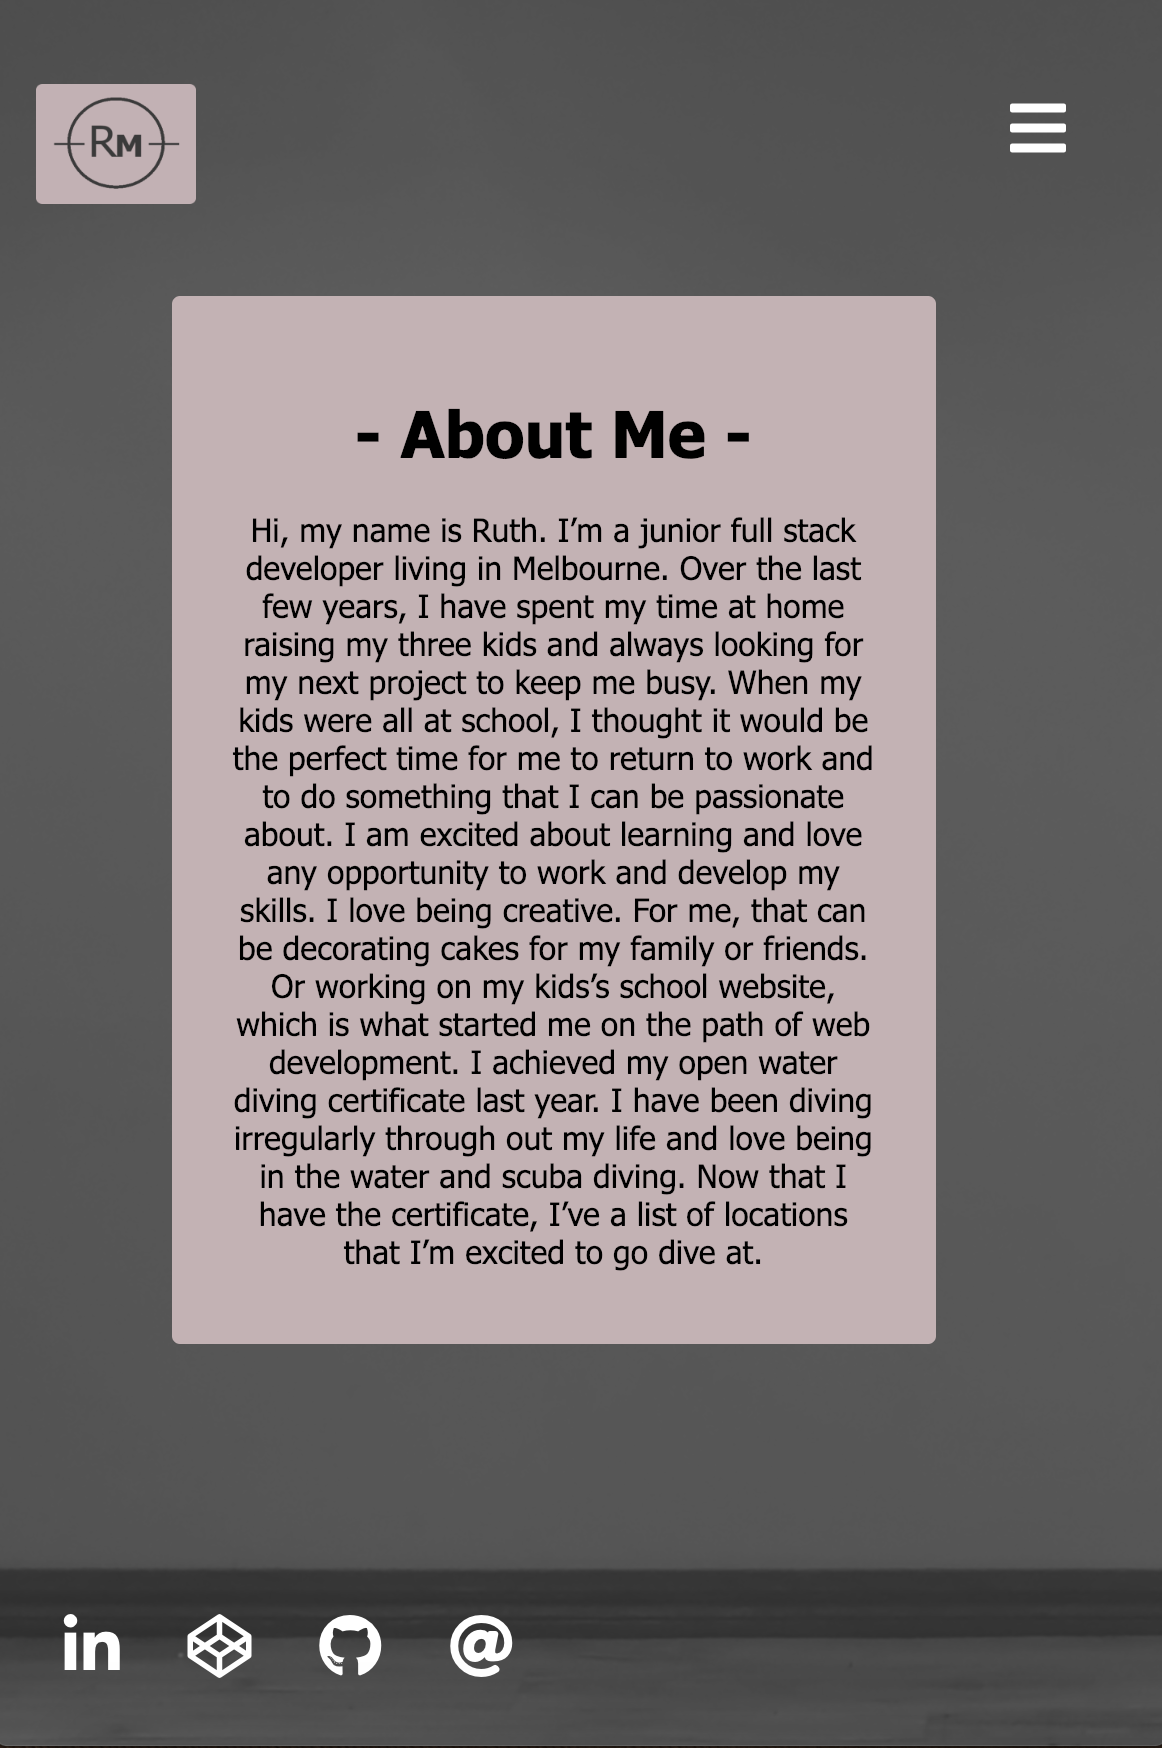 RM
- About Me -
Hi, my name is Ruth. I’m a junior full stack
developer living in Melbourne. Over the last
few years, I have spent my time at home
raising my three kids and always looking for
my next project to keep me busy. When my
kids were all at school, I thought it would be
the perfect time for me to return to work and
to do something that I can be passionate
about. I am excited about learning and love
any opportunity to work and develop my
skills. I love being creative. For me, that can
be decorating cakes for my family or friends.
Or working on my kids’s school website,
which is what started me on the path of web
development. I achieved my open water
diving certificate last year. I have been diving
irregularly through out my life and love being
in the water and scuba diving. Now that I
have the certificate, I’ve a list of locations
that I’m excited to go dive at.
in @